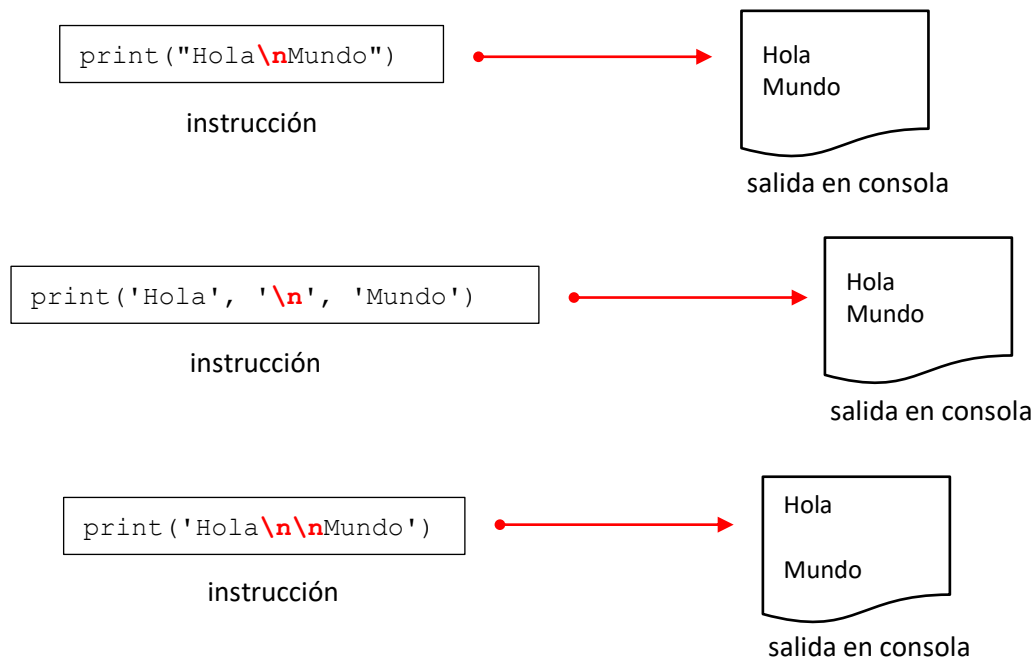 print("Hola\nMundo")
Hola
Mundo
instrucción
salida en consola
print('Hola', '\n', 'Mundo')
Hola
Mundo
instrucción
salida en consola
print('Hola\n\nMundo')
Hola
Mundo
instrucción
salida en consola